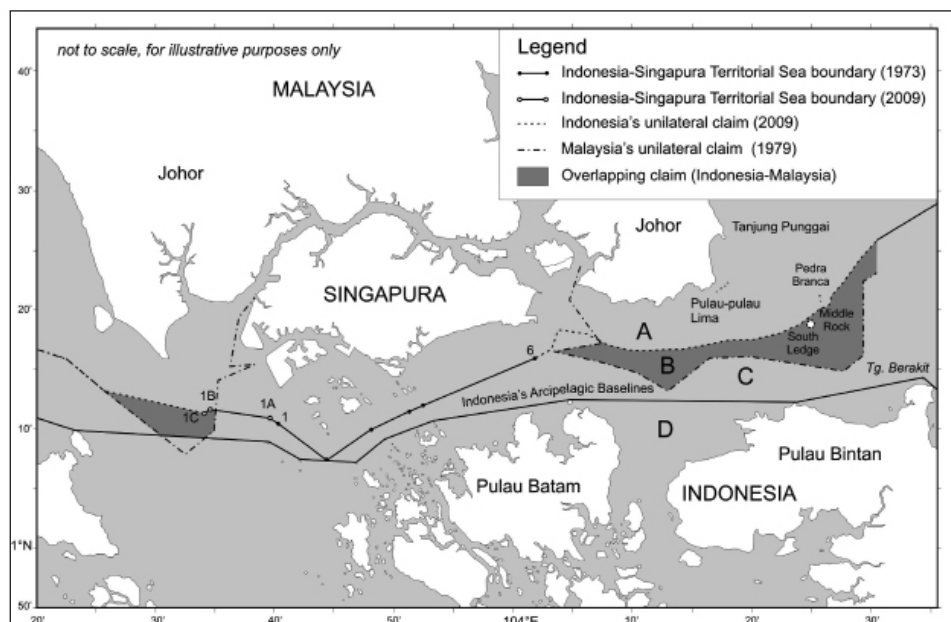 not to scale, for illustrative purposes only
Legend
Indonesia-Singapura Territorial Sea boundary (1973)
Indonesia-Singapura Territorial Sea boundary (2009)
Indonesia's unilateral claim (2009)
Malaysia's unilateral claim (1979)
Overlapping claim (Indonesia-Malaysia)
40'
30'
20'
10'
1°N
50'
MALAYSIA
Johor
Johor
Tanjung Punggai
Pedra
Branca
SINGAPURA
Pulau-pulau
Lima
Middle
Rock
South
Ledge
A
6
B
C
Tg. Berakit
Indonesia's Arcipelagic Baselines
1B
1A
1C
1
D
Pulau Bintan
Pulau Batam
INDONESIA
20'
30'
40'
50'
104°E
10'
20'
30'